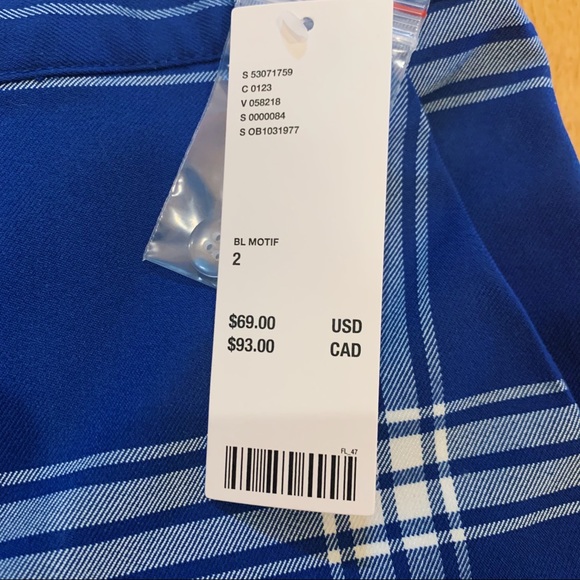 S 53071759
C 0123
V 058218
S 0000084
S OB1031977
BL MOTIF
2
$69.00 USD
$93.00 CAD
FL_47